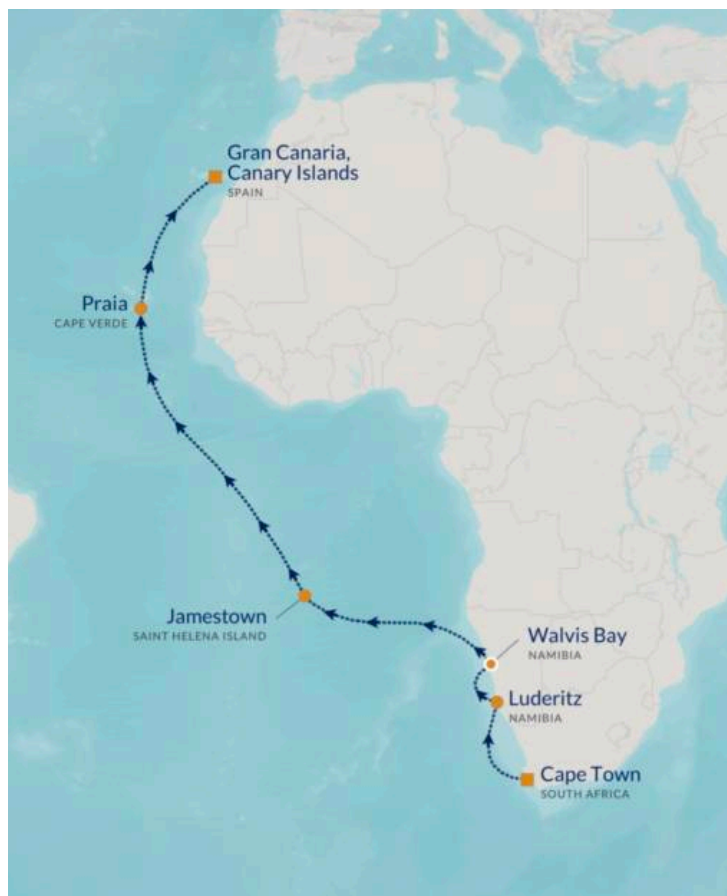 Gran Canaria,
Canary Islands
SPAIN
Praia
CAPE VERDE
Jamestown
SAINT HELENA ISLAND
Walvis Bay
NAMIBIA
Luderitz
NAMIBIA
Cape Town
SOUTH AFRICA